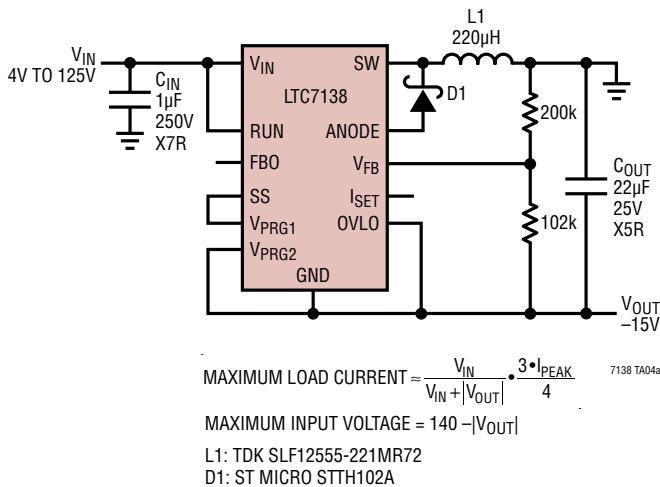 L1
220µH
VIN
4V TO 125V
CIN
1µF
250V
X7R
VIN
SW
LTC7138
D1
RUN
ANODE
200k
FBO
VFB
COUT
22µF
25V
X5R
SS
ISET
VPRG1
OVLO
102k
VPRG2
GND
VOUT
–15V
MAXIMUM LOAD CURRENT ≈ VIN / (VIN + |VOUT|) • 3•IPEAK / 4
7138 TA04a
MAXIMUM INPUT VOLTAGE = 140 –|VOUT|
L1: TDK SLF12555-221MR72
D1: ST MICRO STTH102A